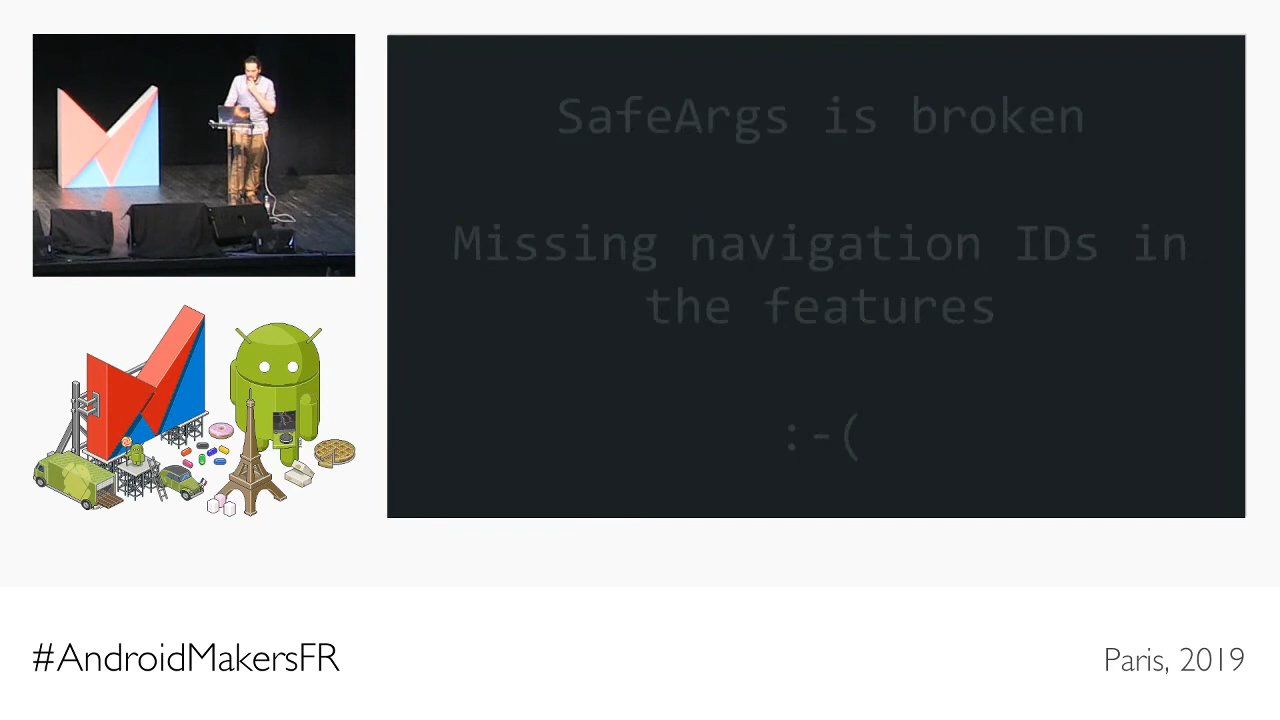 SafeArgs is broken
Missing navigation IDs in
the features
:-(
#AndroidMakersFR
Paris, 2019